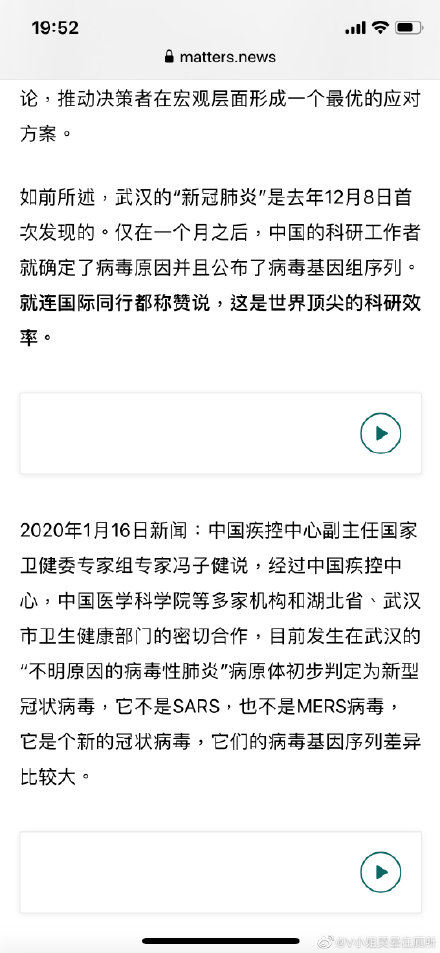 19:52
matters.news
论，推动决策者在宏观层面形成一个最优的应对
方案。
如前所述，武汉的“新冠肺炎”是去年12月8日首
次发现的。仅在一个月之后，中国的科研工作者
就确定了病毒原因并且公布了病毒基因组序列。
就连国际同行都称赞说，这是世界顶尖的科研效
率。
2020年1月16日新闻：中国疾控中心副主任国家
卫健委专家组专家冯子健说，经过中国疾控中
心，中国医学科学院等多家机构和湖北省、武汉
市卫生健康部门的密切合作，目前发生在武汉的
“不明原因的病毒性肺炎”病原体初步判定为新型
冠状病毒，它不是SARS，也不是MERS病毒，
它是个新的冠状病毒，它们的病毒基因序列差异
比较大。